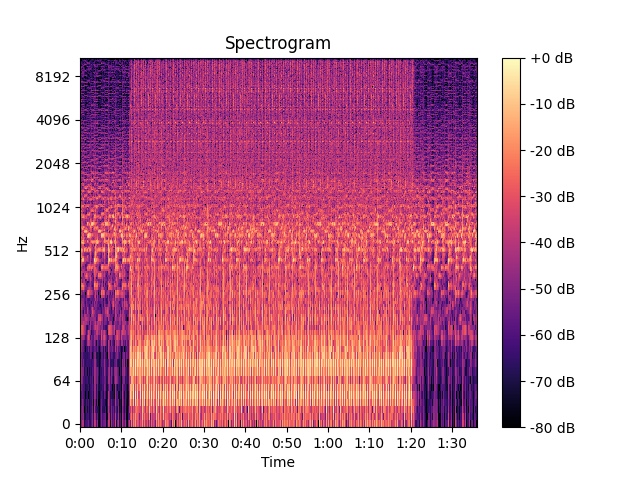 Spectrogram
8192
4096
2048
1024
512
256
128
64
0
Hz
0:00 0:10 0:20 0:30 0:40 0:50 1:00 1:10 1:20 1:30
Time
+0 dB
-10 dB
-20 dB
-30 dB
-40 dB
-50 dB
-60 dB
-70 dB
-80 dB